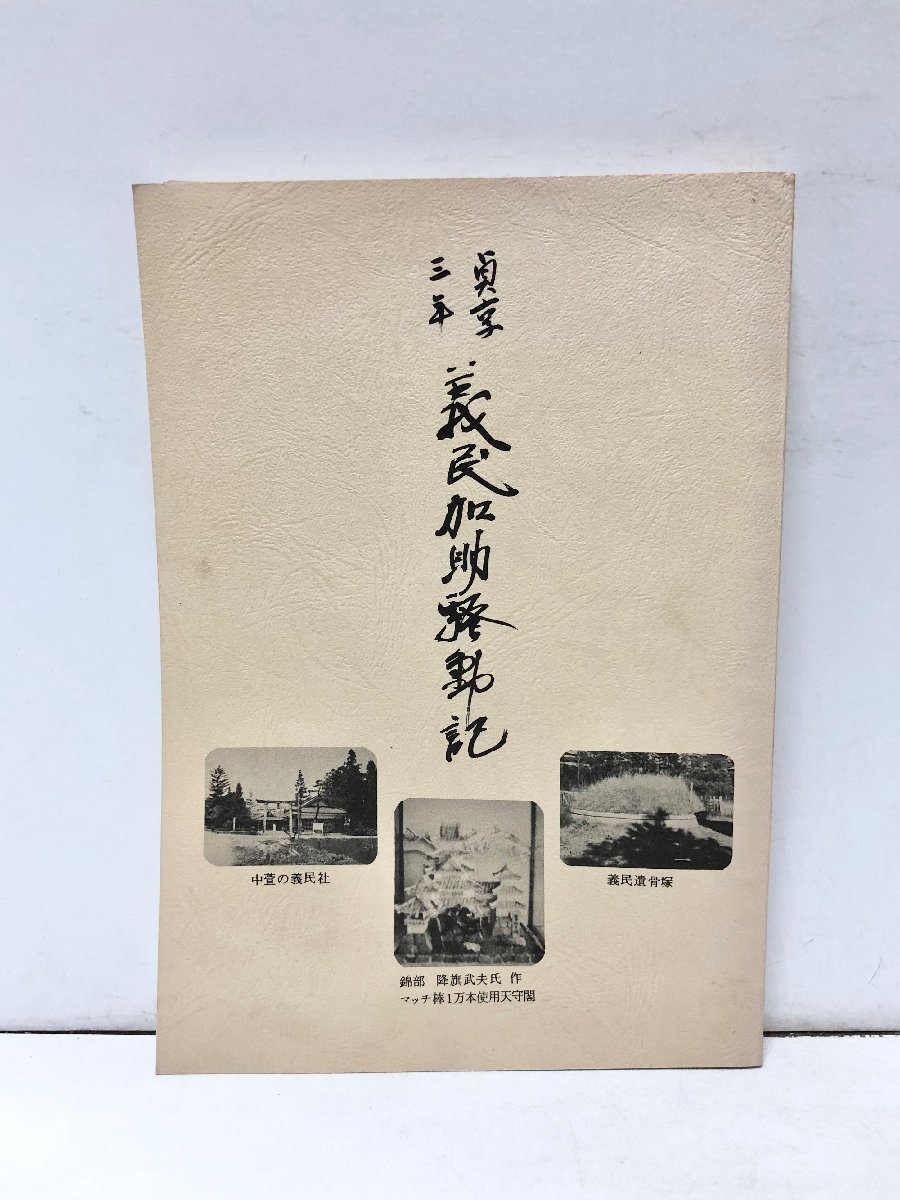 貞享
三年
義民加助騒動記
中萱の義民社
義民遺骨塚
錦部 降旗武夫氏 作
マッチ棒1万本使用天守閣